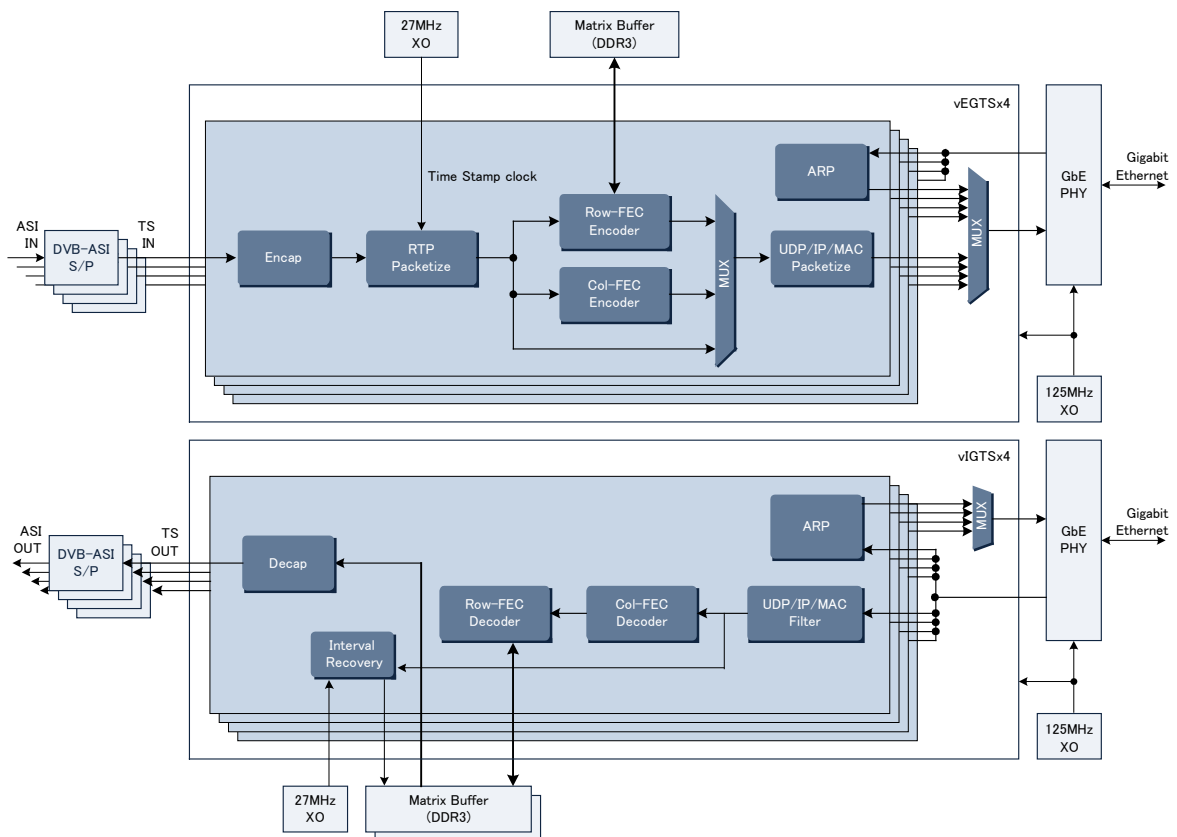 27MHz
XO
Matrix Buffer
(DDR3)
vEGTSx4
ARP
GbE
PHY
Gigabit
Ethernet
Time Stamp clock
ASI
IN
DVB-ASI
S/P
TS
IN
Encap
RTP
Packetize
Row-FEC
Encoder
Col-FEC
Encoder
MUX
UDP/IP/MAC
Packetize
MUX
125MHz
XO
vIGTSx4
ARP
MUX
GbE
PHY
Gigabit
Ethernet
ASI
OUT
DVB-ASI
S/P
TS
OUT
Decap
Row-FEC
Decoder
Col-FEC
Decoder
UDP/IP/MAC
Filter
Interval
Recovery
125MHz
XO
27MHz
XO
Matrix Buffer
(DDR3)